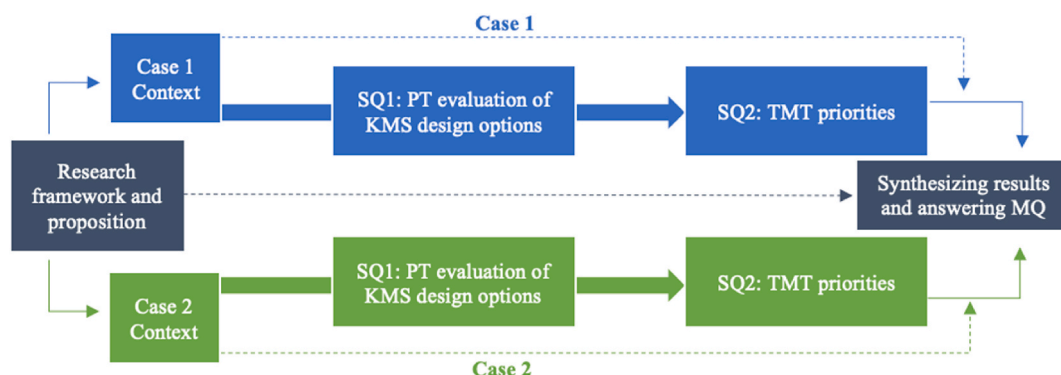 Case 1
Case 1
Context
SQ1: PT evaluation of
KMS design options
SQ2: TMT priorities
Research
framework and
proposition
Synthesizing results
and answering MQ
SQ1: PT evaluation of
KMS design options
SQ2: TMT priorities
Case 2
Context
Case 2